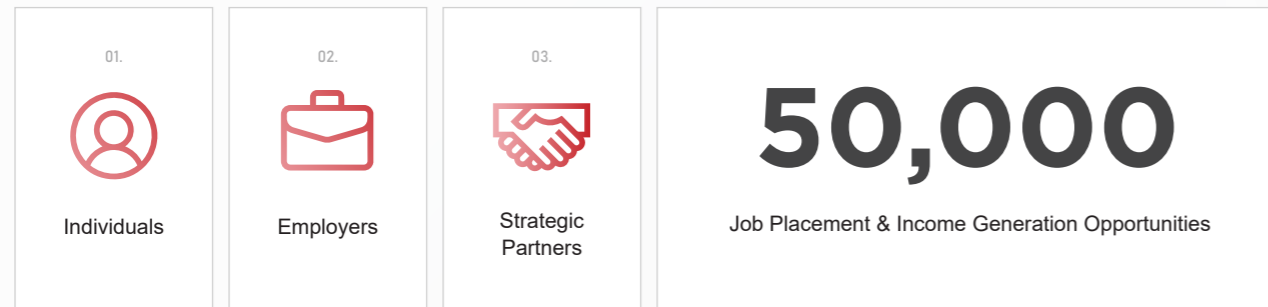 01.
Individuals
02.
Employers
03.
Strategic
Partners
50,000
Job Placement & Income Generation Opportunities